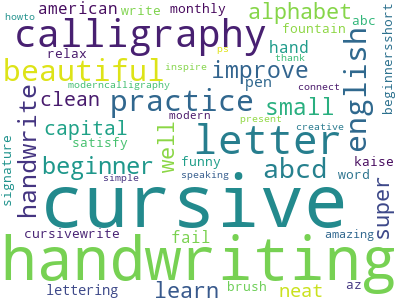 howto american write monthly alphabet abc
calligraphy hand fountain
relax
beautiful improve thank
inspire ps
moderncalligraphy pen
clean practice small
handwrite english beginnersshort
capital modern connect
satisfy letter present
well creative
beginner funny abcd kaise
simple speaking word
signature cursive super
cursivewrite fail amazing
handwriting
lettering learn brush neat az